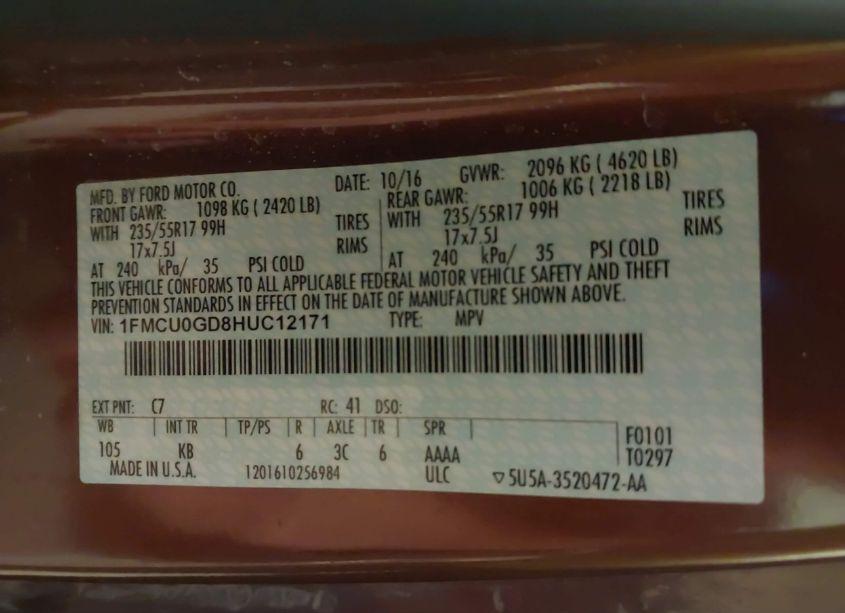 MFD. BY FORD MOTOR CO. DATE: 10/16 GVWR: 2096 KG ( 4620 LB)
FRONT GAWR: 1098 KG ( 2420 LB) REAR GAWR: 1006 KG ( 2218 LB)
WITH 235/55R17 99H TIRES WITH 235/55R17 99H TIRES
17x7.5J RIMS 17x7.5J RIMS
AT 240 kPa/ 35 PSI COLD AT 240 kPa/ 35 PSI COLD
THIS VEHICLE CONFORMS TO ALL APPLICABLE FEDERAL MOTOR VEHICLE SAFETY AND THEFT
PREVENTION STANDARDS IN EFFECT ON THE DATE OF MANUFACTURE SHOWN ABOVE.
VIN: 1FMCU0GD8HUC12171 TYPE: MPV
EXT PNT: C7 RC: 41 DSO:
WB INT TR TP/PS R AXLE TR SPR F0101
105 KB 6 3C 6 AAAA T0297
MADE IN U.S.A. 1201610256984 ULC ▽5U5A-3520472-AA